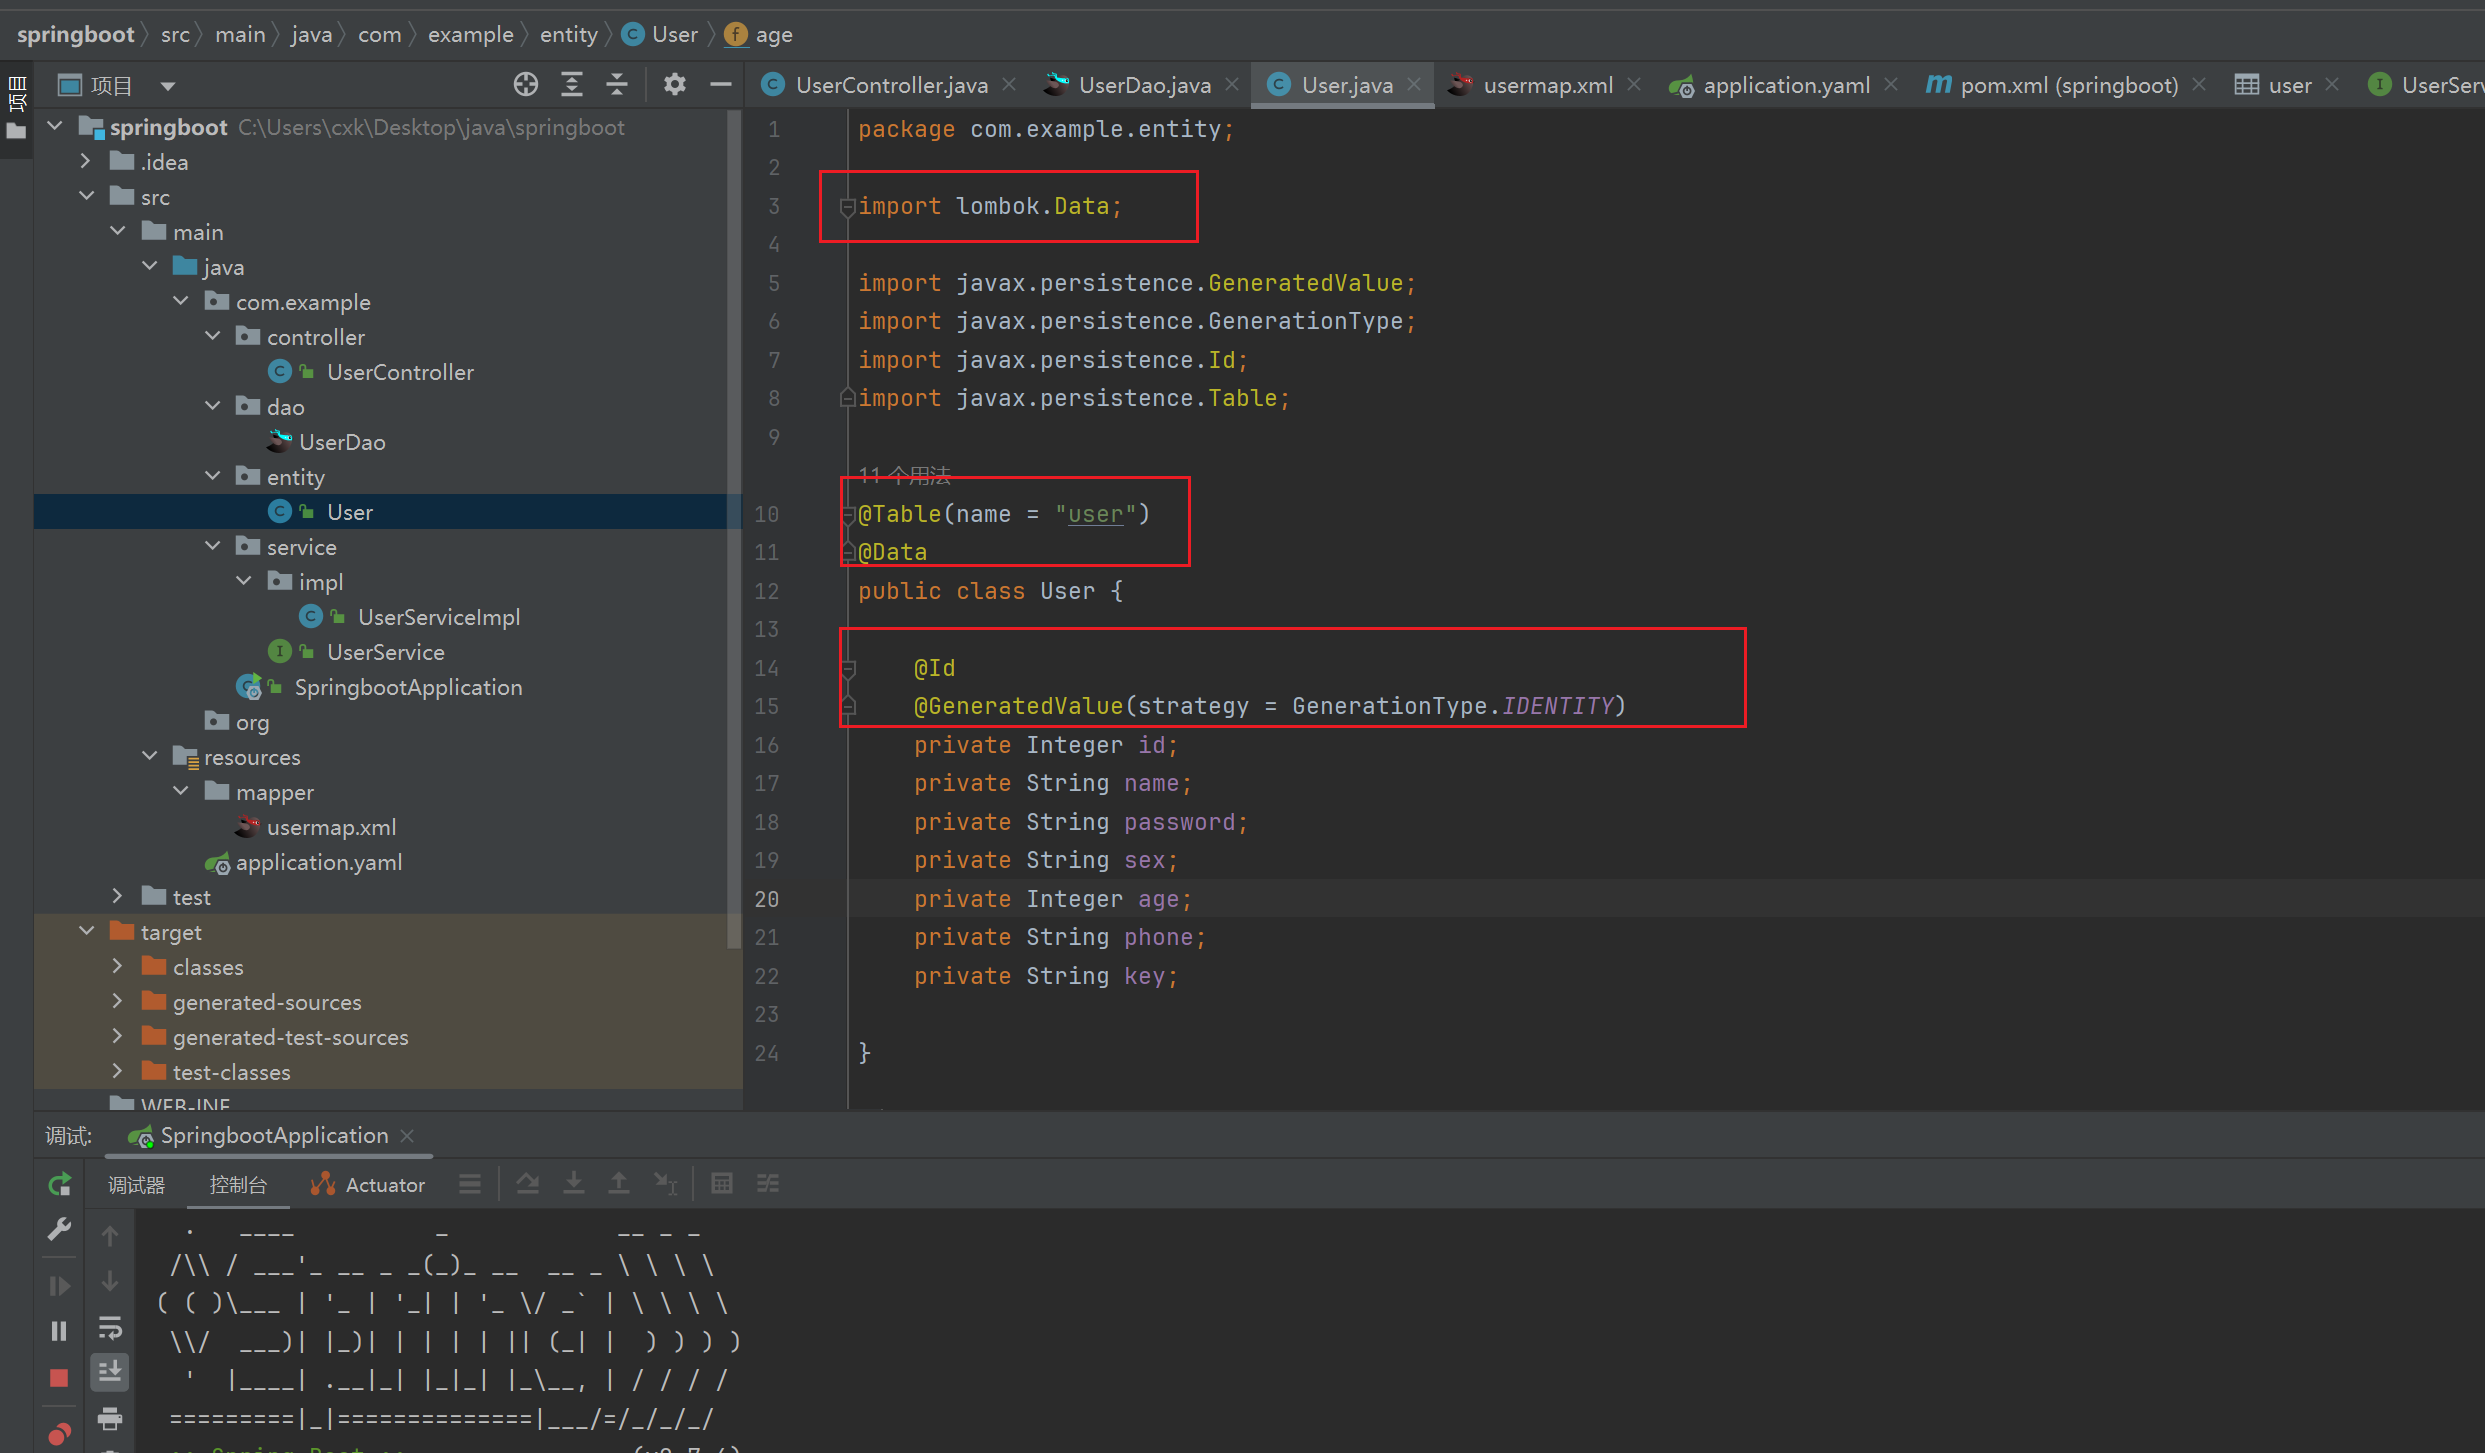 springboot src main java com example entity User age
项目
项目
UserController.java UserDao.java User.java usermap.xml application.yaml pom.xml (springboot) user UserSer
springboot C:\Users\cxk\Desktop\java\springboot
.idea
src
main
java
com.example
controller
UserController
dao
UserDao
entity
User
service
impl
UserServiceImpl
UserService
SpringbootApplication
org
resources
mapper
usermap.xml
application.yaml
test
target
classes
generated-sources
generated-test-sources
test-classes
WEB-INF
1 package com.example.entity;
2
3 import lombok.Data;
4
5 import javax.persistence.GeneratedValue;
6 import javax.persistence.GenerationType;
7 import javax.persistence.Id;
8 import javax.persistence.Table;
9
11 个用法
10 @Table(name = "user")
11 @Data
12 public class User {
13
14 @Id
15 @GeneratedValue(strategy = GenerationType.IDENTITY)
16 private Integer id;
17 private String name;
18 private String password;
19 private String sex;
20 private Integer age;
21 private String phone;
22 private String key;
23
24 }
调试: SpringbootApplication
调试器 控制台 Actuator
  .   ____          _            __ _ _
 /\\ / ___'_ __ _ _(_)_ __  __ _ \ \ \ \
( ( )\___ | '_ | '_| | '_ \/ _` | \ \ \ \
 \\/  ___)| |_)| | | | | || (_| |  ) ) ) )
  '  |____| .__|_| |_|_| |_\__, | / / / /
 =========|_|==============|___/=/_/_/_/